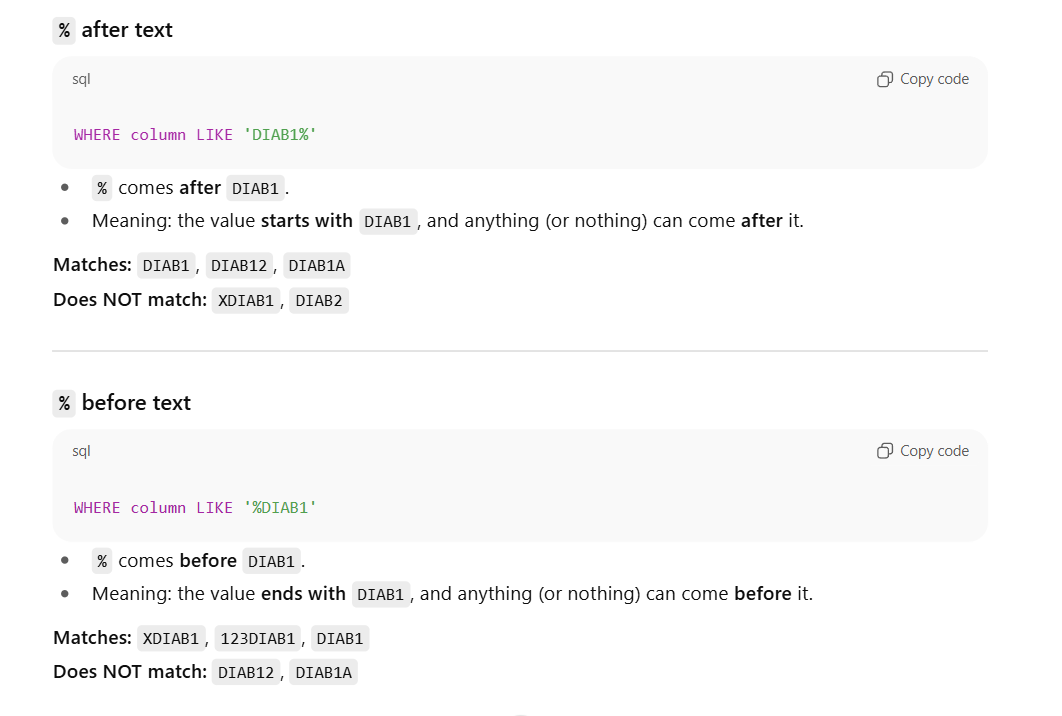 % after text
sql
Copy code
WHERE column LIKE 'DIAB1%'
% comes after DIAB1.
Meaning: the value starts with DIAB1, and anything (or nothing) can come after it.
Matches: DIAB1, DIAB12, DIAB1A
Does NOT match: XDIAB1, DIAB2
% before text
sql
Copy code
WHERE column LIKE '%DIAB1'
% comes before DIAB1.
Meaning: the value ends with DIAB1, and anything (or nothing) can come before it.
Matches: XDIAB1, 123DIAB1, DIAB1
Does NOT match: DIAB12, DIAB1A